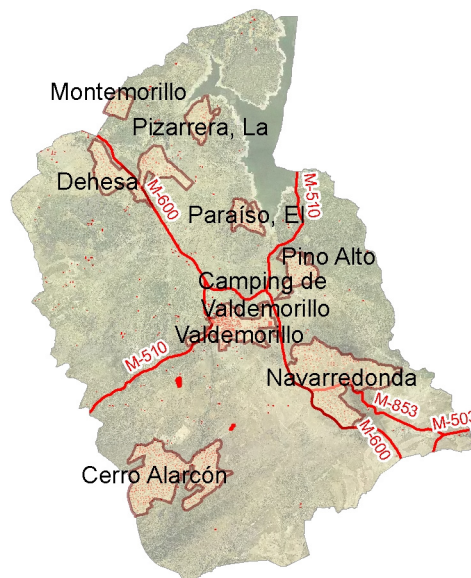 Montemorillo
Pizarrera, La
Dehesa
M-600
M-510
Paraíso, El
Pino Alto
Camping de
Valdemorillo
Valdemorillo
M-510
Navarredonda
M-853
M-503
M-600
Cerro Alarcón